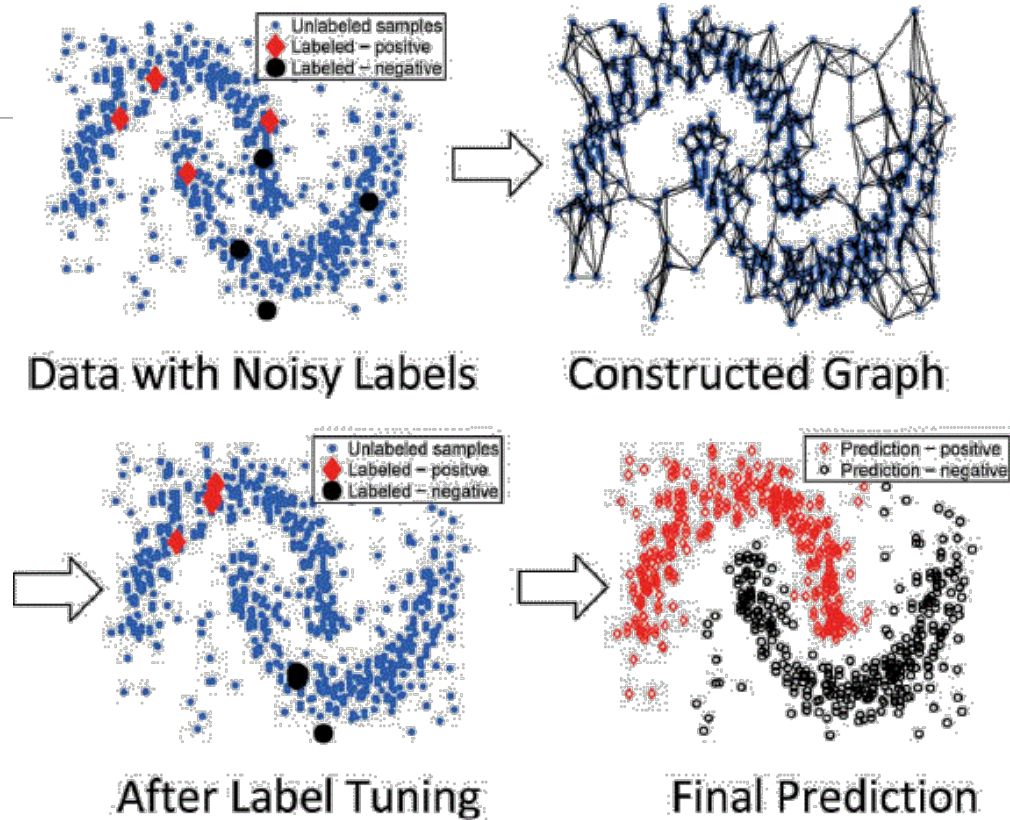 Unlabeled samples
Labeled – positve
Labeled – negative
Data with Noisy Labels
Constructed Graph
Unlabeled samples
Labeled – positve
Labeled – negative
Prediction – positive
Prediction – negative
After Label Tuning
Final Prediction